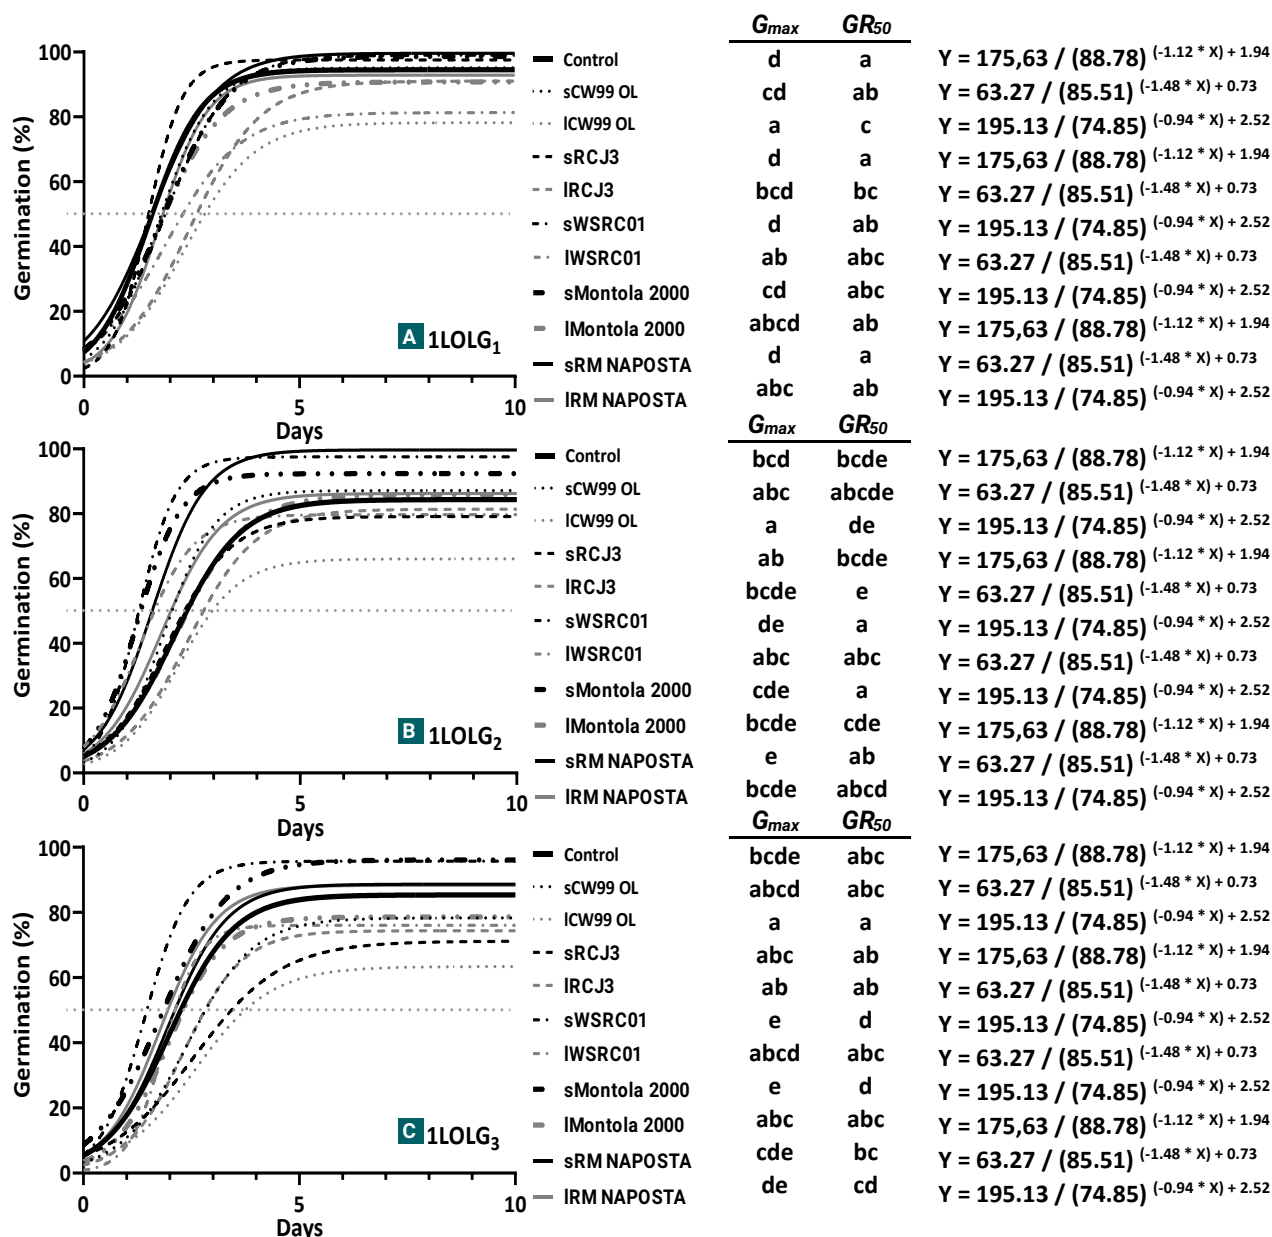 Gmax GR50
Germination (%)
100
80
60
40
20
0
0 5 10
Days
A 1LOLG1
Control d a Y = 175,63 / (88.78) (-1.12 * X) + 1.94
sCW99 OL cd ab Y = 63.27 / (85.51) (-1.48 * X) + 0.73
lCW99 OL a c Y = 195.13 / (74.85) (-0.94 * X) + 2.52
sRCJ3 d a Y = 175,63 / (88.78) (-1.12 * X) + 1.94
lRCJ3 bcd bc Y = 63.27 / (85.51) (-1.48 * X) + 0.73
sWSRC01 d ab Y = 195.13 / (74.85) (-0.94 * X) + 2.52
lWSRC01 ab abc Y = 63.27 / (85.51) (-1.48 * X) + 0.73
sMontola 2000 cd abc Y = 195.13 / (74.85) (-0.94 * X) + 2.52
lMontola 2000 abcd ab Y = 175,63 / (88.78) (-1.12 * X) + 1.94
sRM NAPOSTA d a Y = 63.27 / (85.51) (-1.48 * X) + 0.73
lRM NAPOSTA abc ab Y = 195.13 / (74.85) (-0.94 * X) + 2.52
Gmax GR50
Germination (%)
100
80
60
40
20
0
0 5 10
Days
B 1LOLG2
Control bcd bcde Y = 175,63 / (88.78) (-1.12 * X) + 1.94
sCW99 OL abc abcde Y = 63.27 / (85.51) (-1.48 * X) + 0.73
lCW99 OL a de Y = 195.13 / (74.85) (-0.94 * X) + 2.52
sRCJ3 ab bcde Y = 175,63 / (88.78) (-1.12 * X) + 1.94
lRCJ3 bcde e Y = 63.27 / (85.51) (-1.48 * X) + 0.73
sWSRC01 de a Y = 195.13 / (74.85) (-0.94 * X) + 2.52
lWSRC01 abc abc Y = 63.27 / (85.51) (-1.48 * X) + 0.73
sMontola 2000 cde a Y = 195.13 / (74.85) (-0.94 * X) + 2.52
lMontola 2000 bcde cde Y = 175,63 / (88.78) (-1.12 * X) + 1.94
sRM NAPOSTA e ab Y = 63.27 / (85.51) (-1.48 * X) + 0.73
lRM NAPOSTA bcde abcd Y = 195.13 / (74.85) (-0.94 * X) + 2.52
Gmax GR50
Germination (%)
100
80
60
40
20
0
0 5 10
Days
C 1LOLG3
Control bcde abc Y = 175,63 / (88.78) (-1.12 * X) + 1.94
sCW99 OL abcd abc Y = 63.27 / (85.51) (-1.48 * X) + 0.73
lCW99 OL a a Y = 195.13 / (74.85) (-0.94 * X) + 2.52
sRCJ3 abc ab Y = 175,63 / (88.78) (-1.12 * X) + 1.94
lRCJ3 ab ab Y = 63.27 / (85.51) (-1.48 * X) + 0.73
sWSRC01 e d Y = 195.13 / (74.85) (-0.94 * X) + 2.52
lWSRC01 abcd abc Y = 63.27 / (85.51) (-1.48 * X) + 0.73
sMontola 2000 e d Y = 195.13 / (74.85) (-0.94 * X) + 2.52
lMontola 2000 abc abc Y = 175,63 / (88.78) (-1.12 * X) + 1.94
sRM NAPOSTA cde bc Y = 63.27 / (85.51) (-1.48 * X) + 0.73
lRM NAPOSTA de cd Y = 195.13 / (74.85) (-0.94 * X) + 2.52